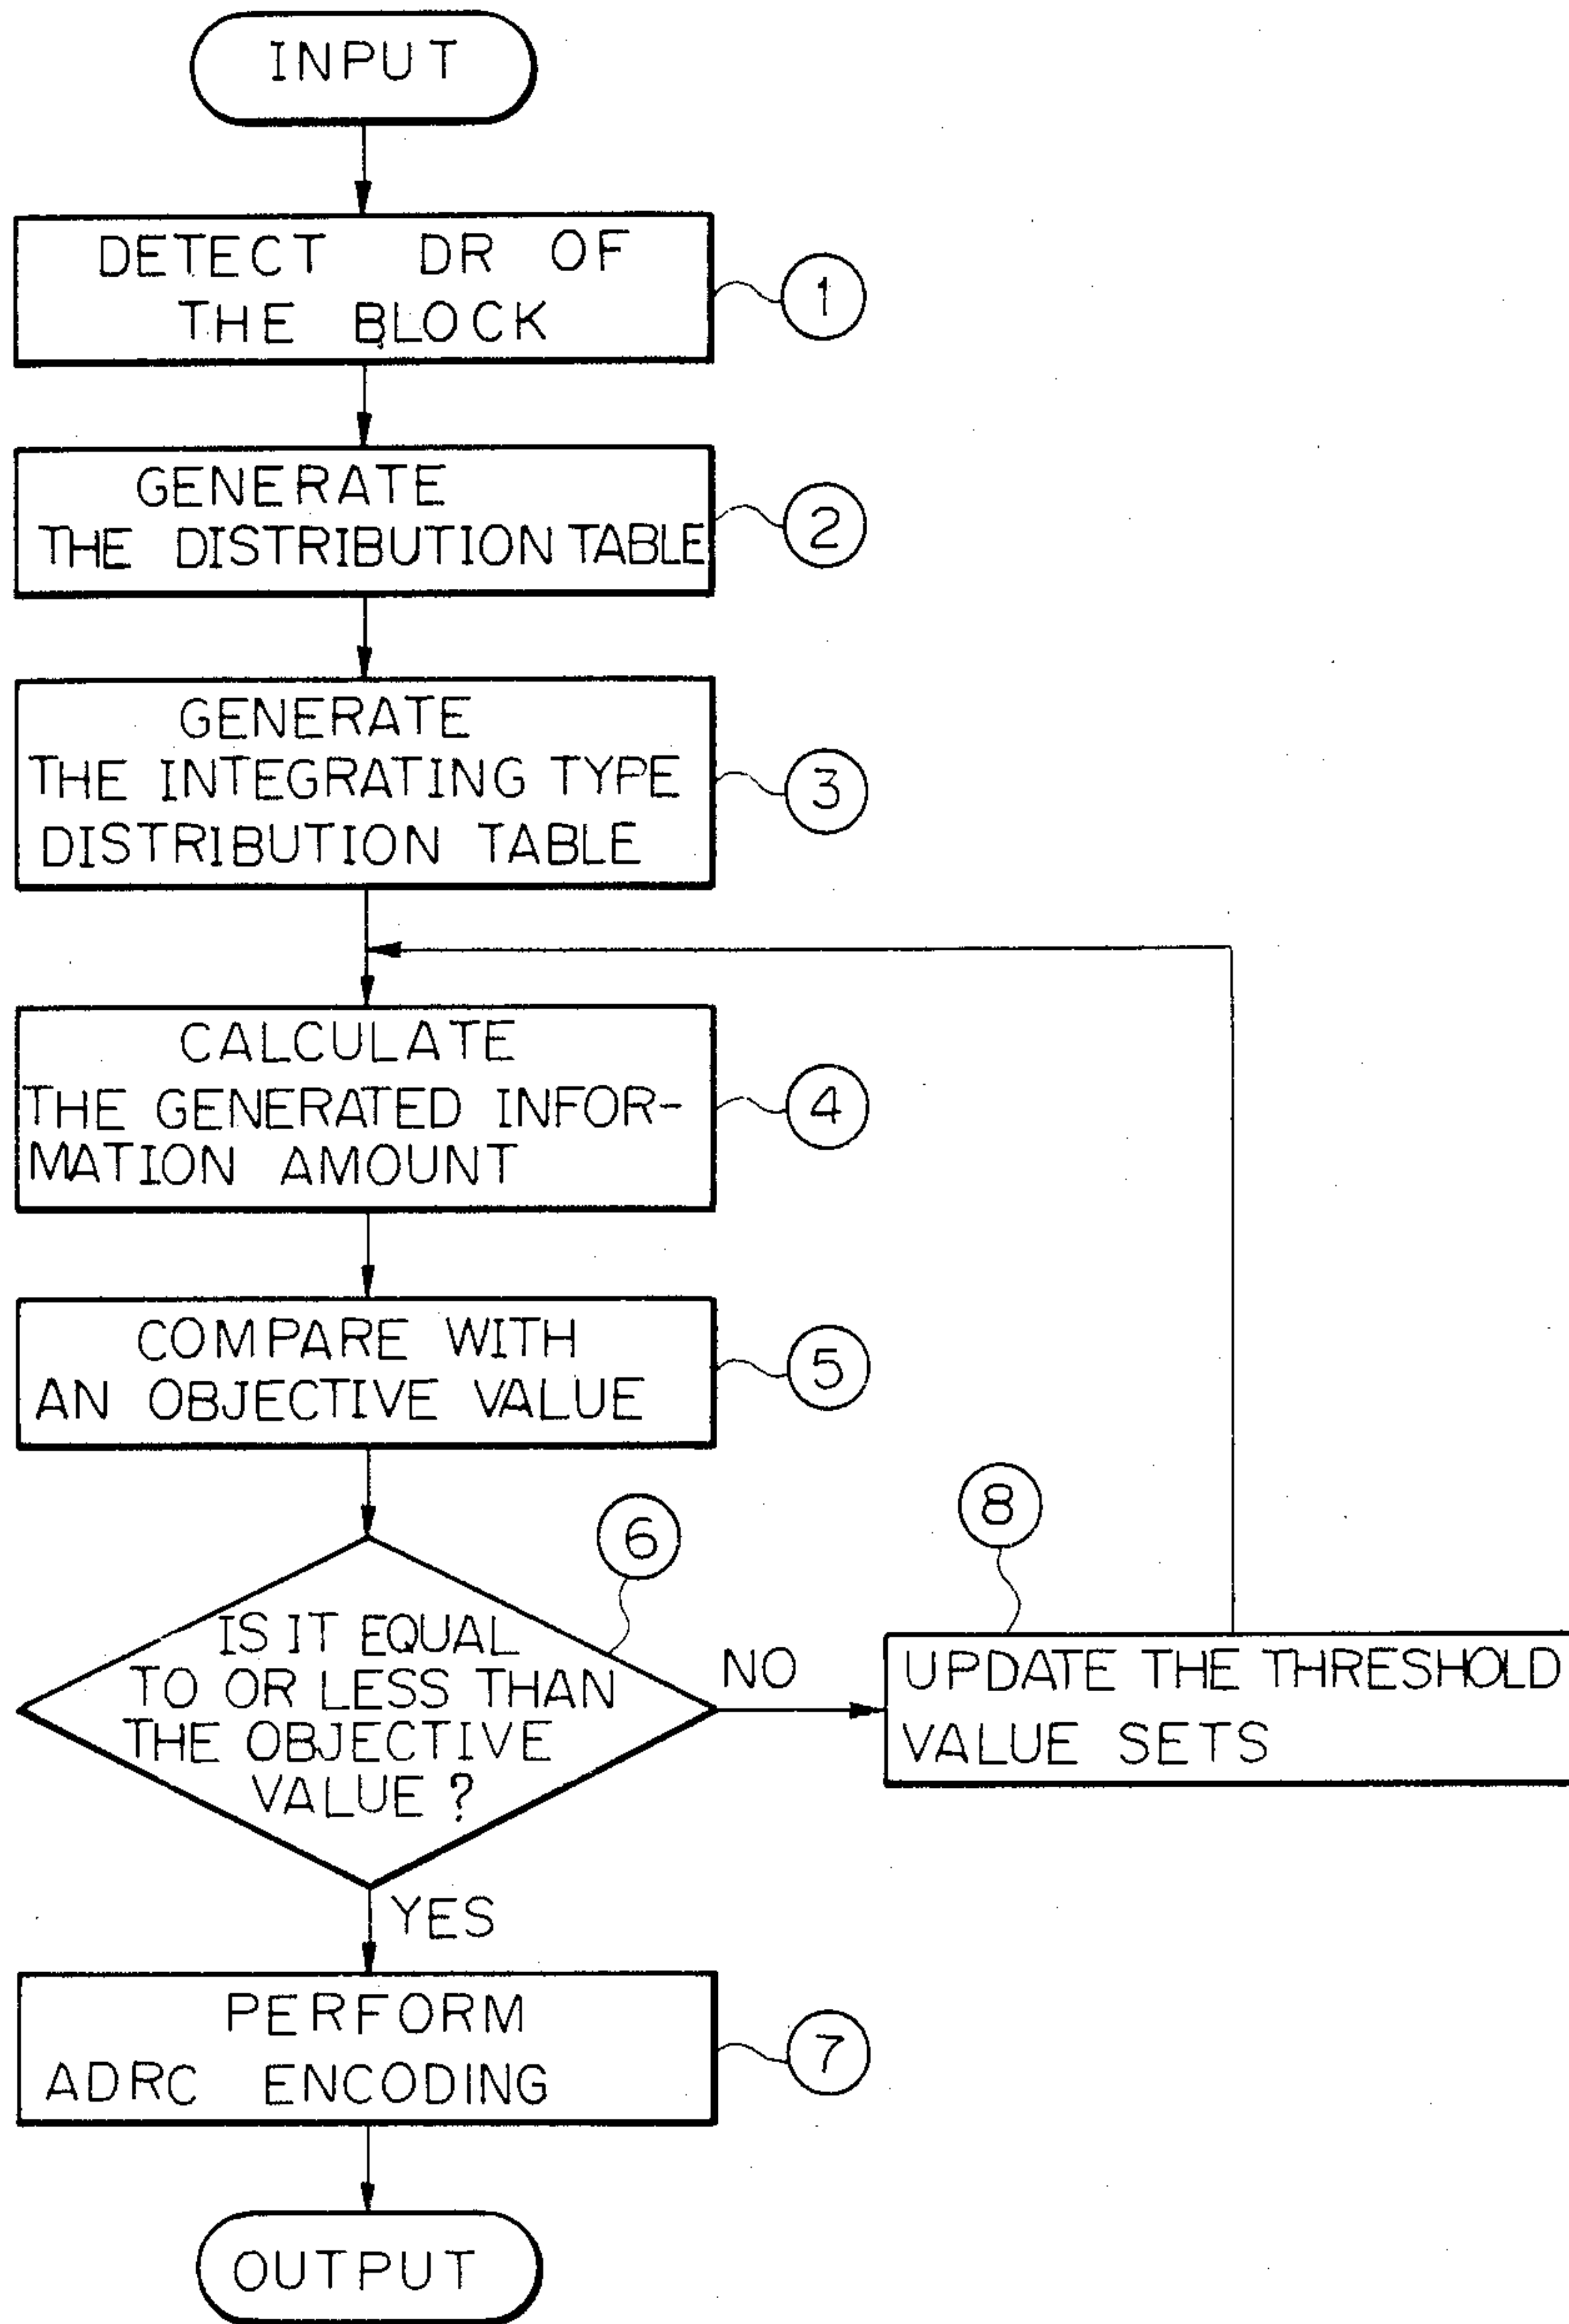 INPUT
DETECT DR OF
THE BLOCK
1
GENERATE
THE DISTRIBUTION TABLE
2
GENERATE
THE INTEGRATING TYPE
DISTRIBUTION TABLE
3
CALCULATE
THE GENERATED INFOR-
MATION AMOUNT
4
COMPARE WITH
AN OBJECTIVE VALUE
5
6
IS IT EQUAL
TO OR LESS THAN
THE OBJECTIVE
VALUE ?
NO
8
UPDATE THE THRESHOLD
VALUE SETS
YES
PERFORM
ADRC ENCODING
7
OUTPUT